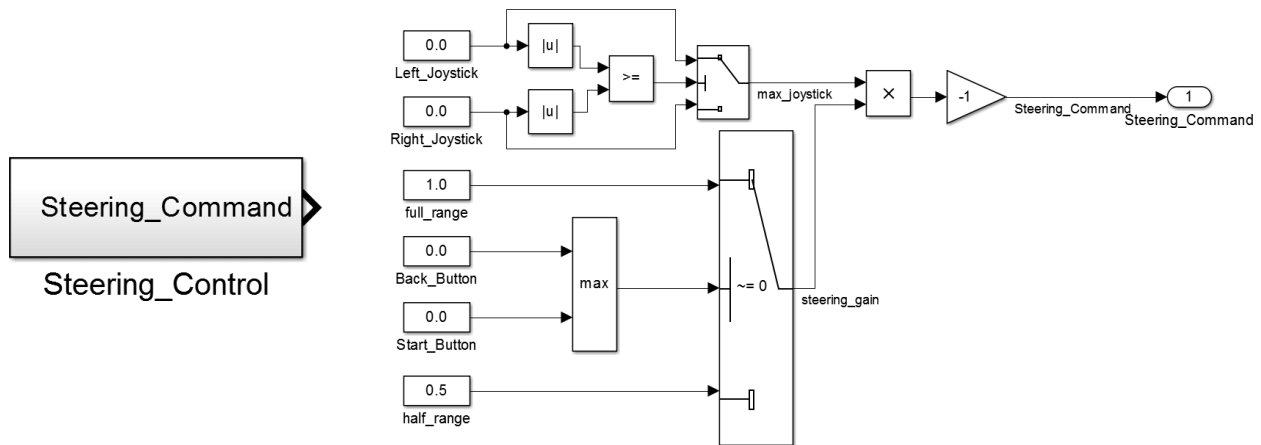 Steering_Command
Steering_Control
0.0
Left_Joystick
|u|
0.0
Right_Joystick
|u|
>=
max_joystick
×
-1
Steering_Command
1
Steering_Command
1.0
full_range
0.0
Back_Button
0.0
Start_Button
max
~= 0
steering_gain
0.5
half_range